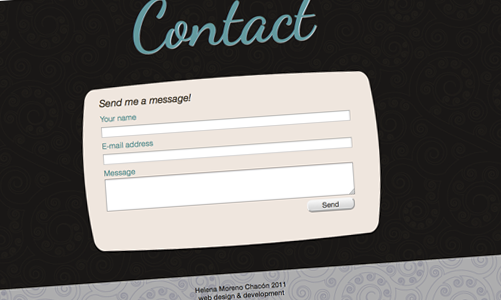 Contact
Send me a message!
Your name
E-mail address
Message
Send
Helena Moreno Chacón 2011
web design & development